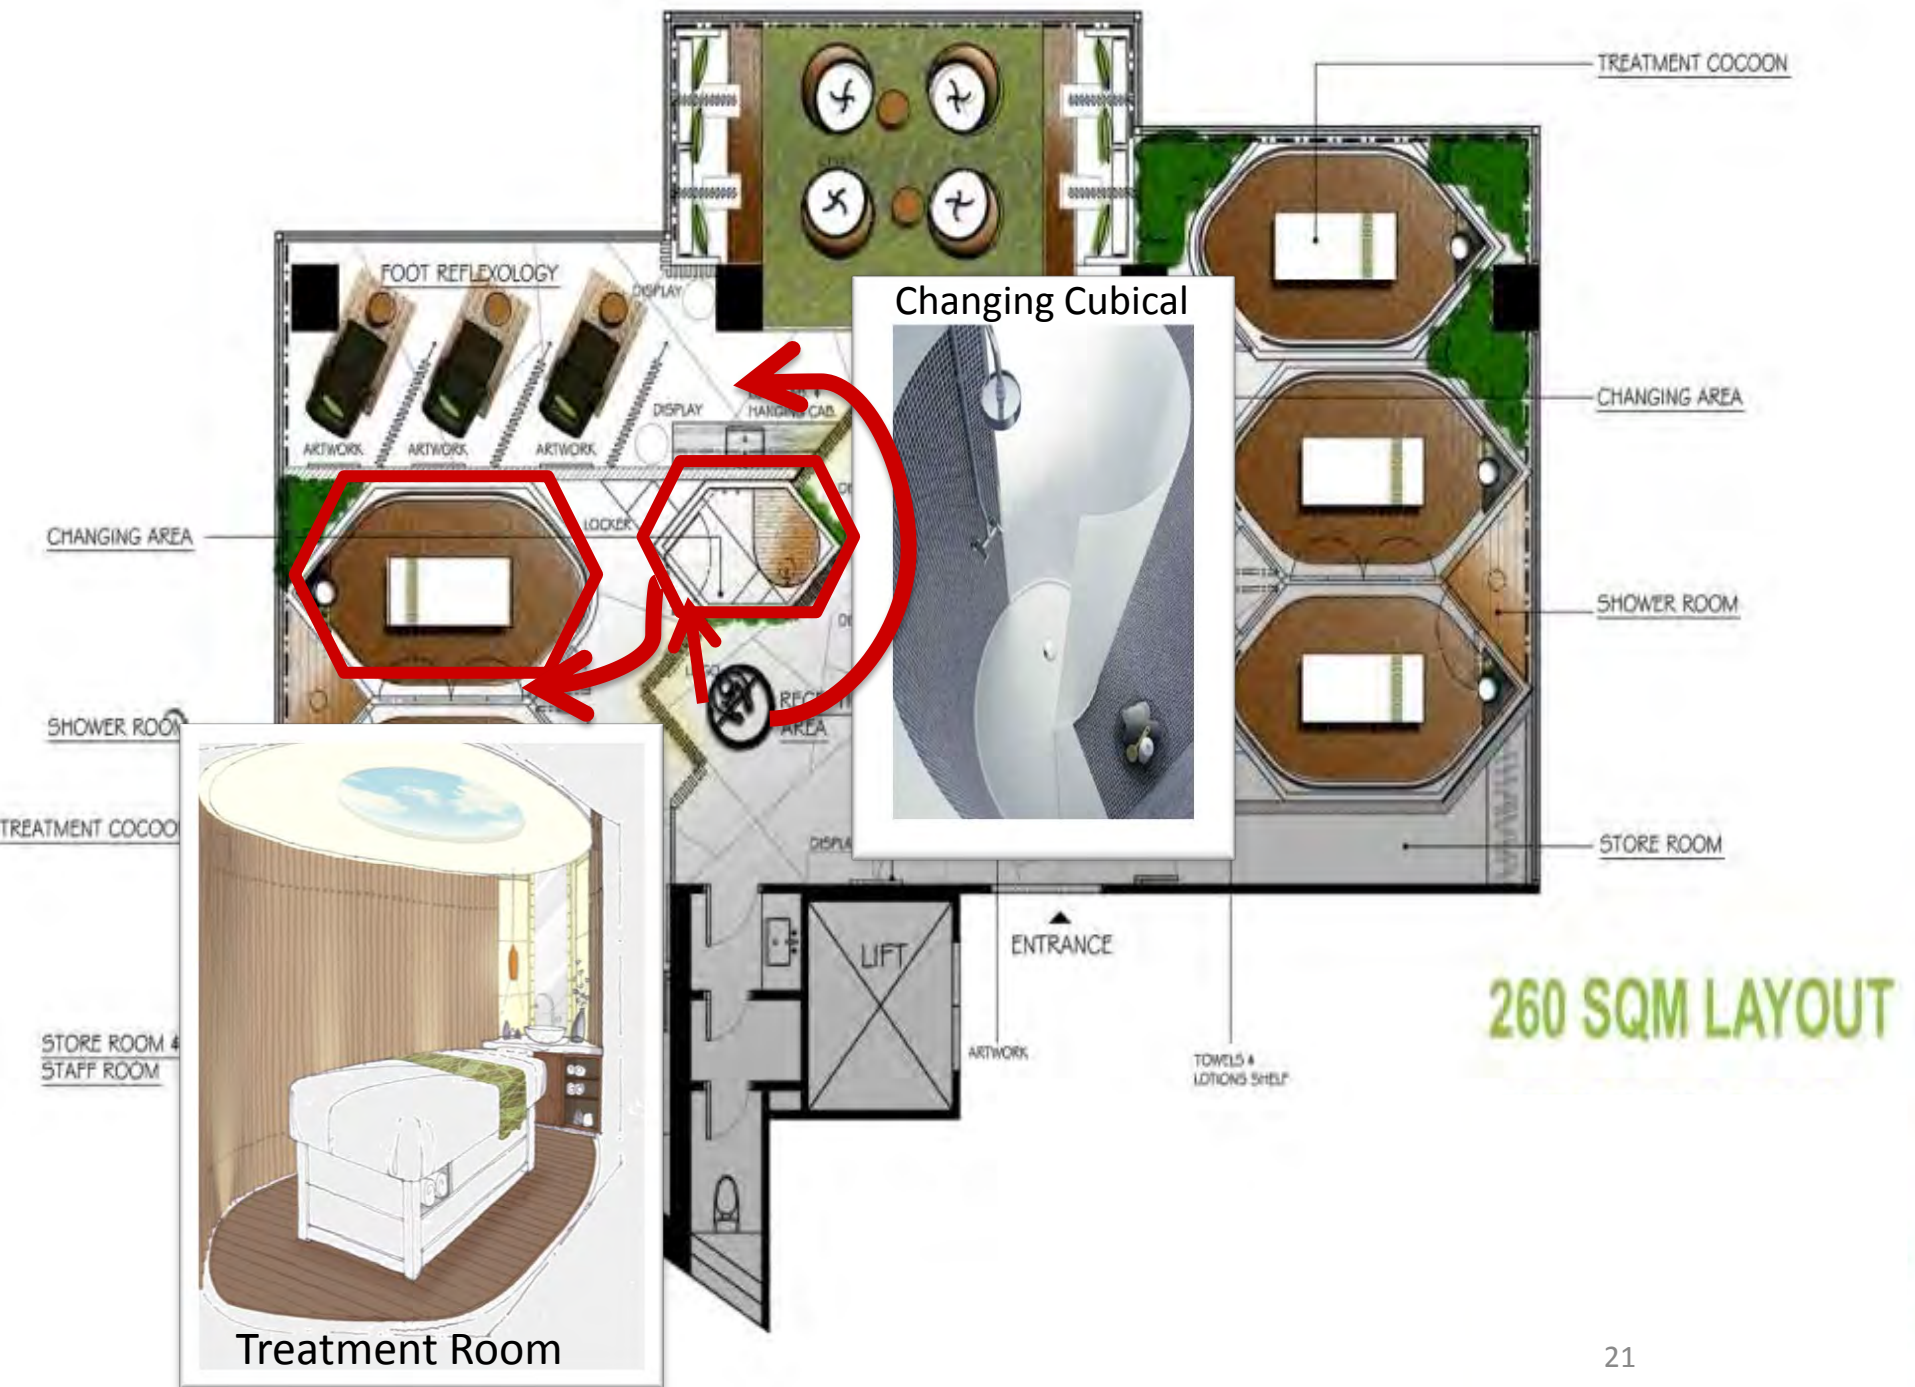 TREATMENT COCOON
FOOT REFLEXOLOGY
DISPLAY
Changing Cubical
CHANGING AREA
DISPLAY
HANGING CAB.
ARTWORK
ARTWORK
ARTWORK
LOCKER
CHANGING AREA
SHOWER ROOM
AREA
SHOWER ROOM
TREATMENT COCOO
DISPLA
STORE ROOM
LIFT
ENTRANCE
260 SQM LAYOUT
STORE ROOM &
STAFF ROOM
ARTWORK
TOWELS &
LOTIONS SHELF
Treatment Room
21